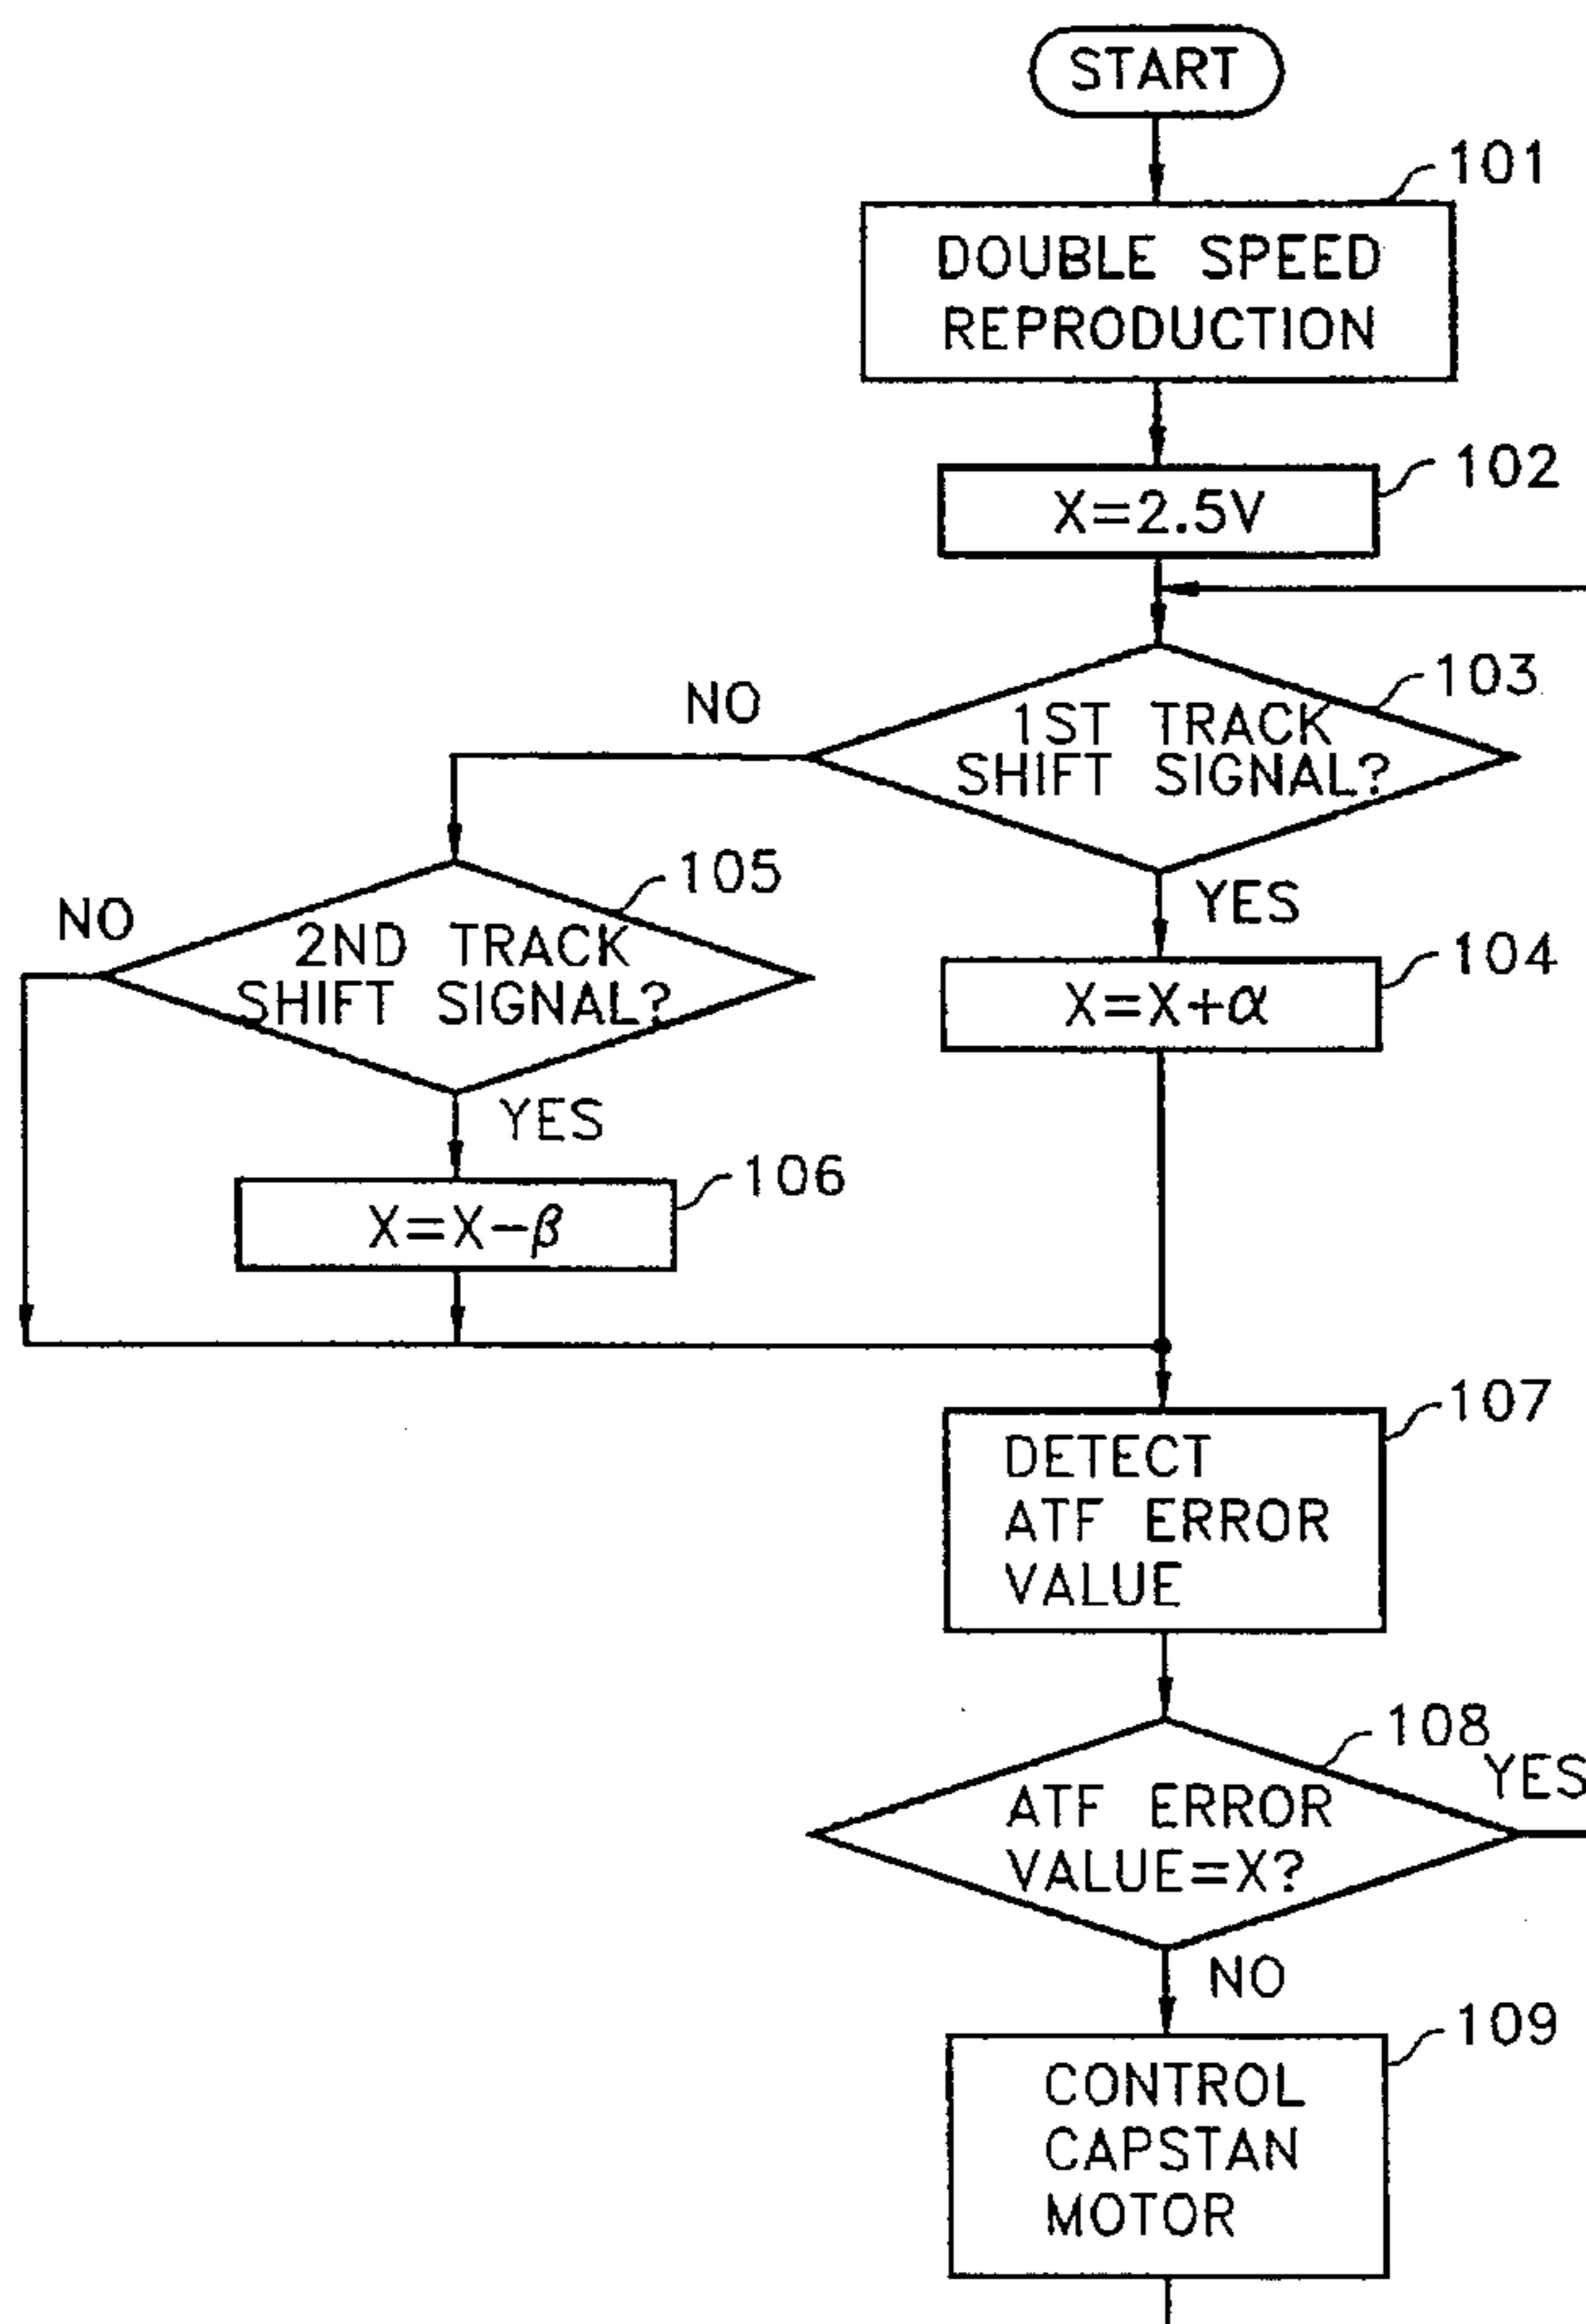 START
101
DOUBLE SPEED
REPRODUCTION
102
X=2.5V
103
NO
1ST TRACK
SHIFT SIGNAL?
105
YES
NO
2ND TRACK
SHIFT SIGNAL?
104
X=X+α
YES
106
X=X-β
107
DETECT
ATF ERROR
VALUE
108
YES
ATF ERROR
VALUE=X?
NO
109
CONTROL
CAPSTAN
MOTOR